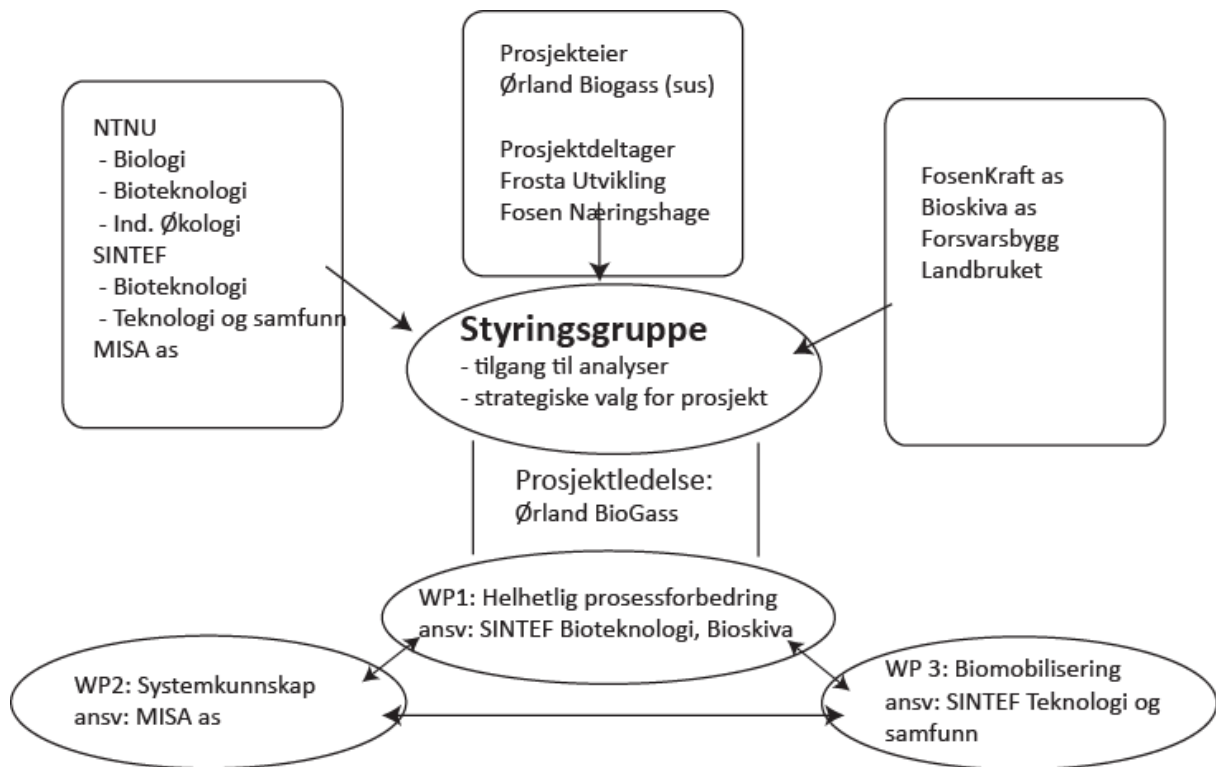 Prosjekteier
Ørland Biogass (sus)
Prosjektdeltager
Frosta Utvikling
Fosen Næringshage
NTNU
- Biologi
- Bioteknologi
- Ind. Økologi
SINTEF
- Bioteknologi
- Teknologi og samfunn
MISA as
FosenKraft as
Bioskiva as
Forsvarsbygg
Landbruket
Styringsgruppe
- tilgang til analyser
- strategiske valg for prosjekt
Prosjektledelse:
Ørland BioGass
WP1: Helhetlig prosessforbedring
ansv: SINTEF Bioteknologi, Bioskiva
WP2: Systemkunnskap
ansv: MISA as
WP 3: Biomobilisering
ansv: SINTEF Teknologi og
samfunn